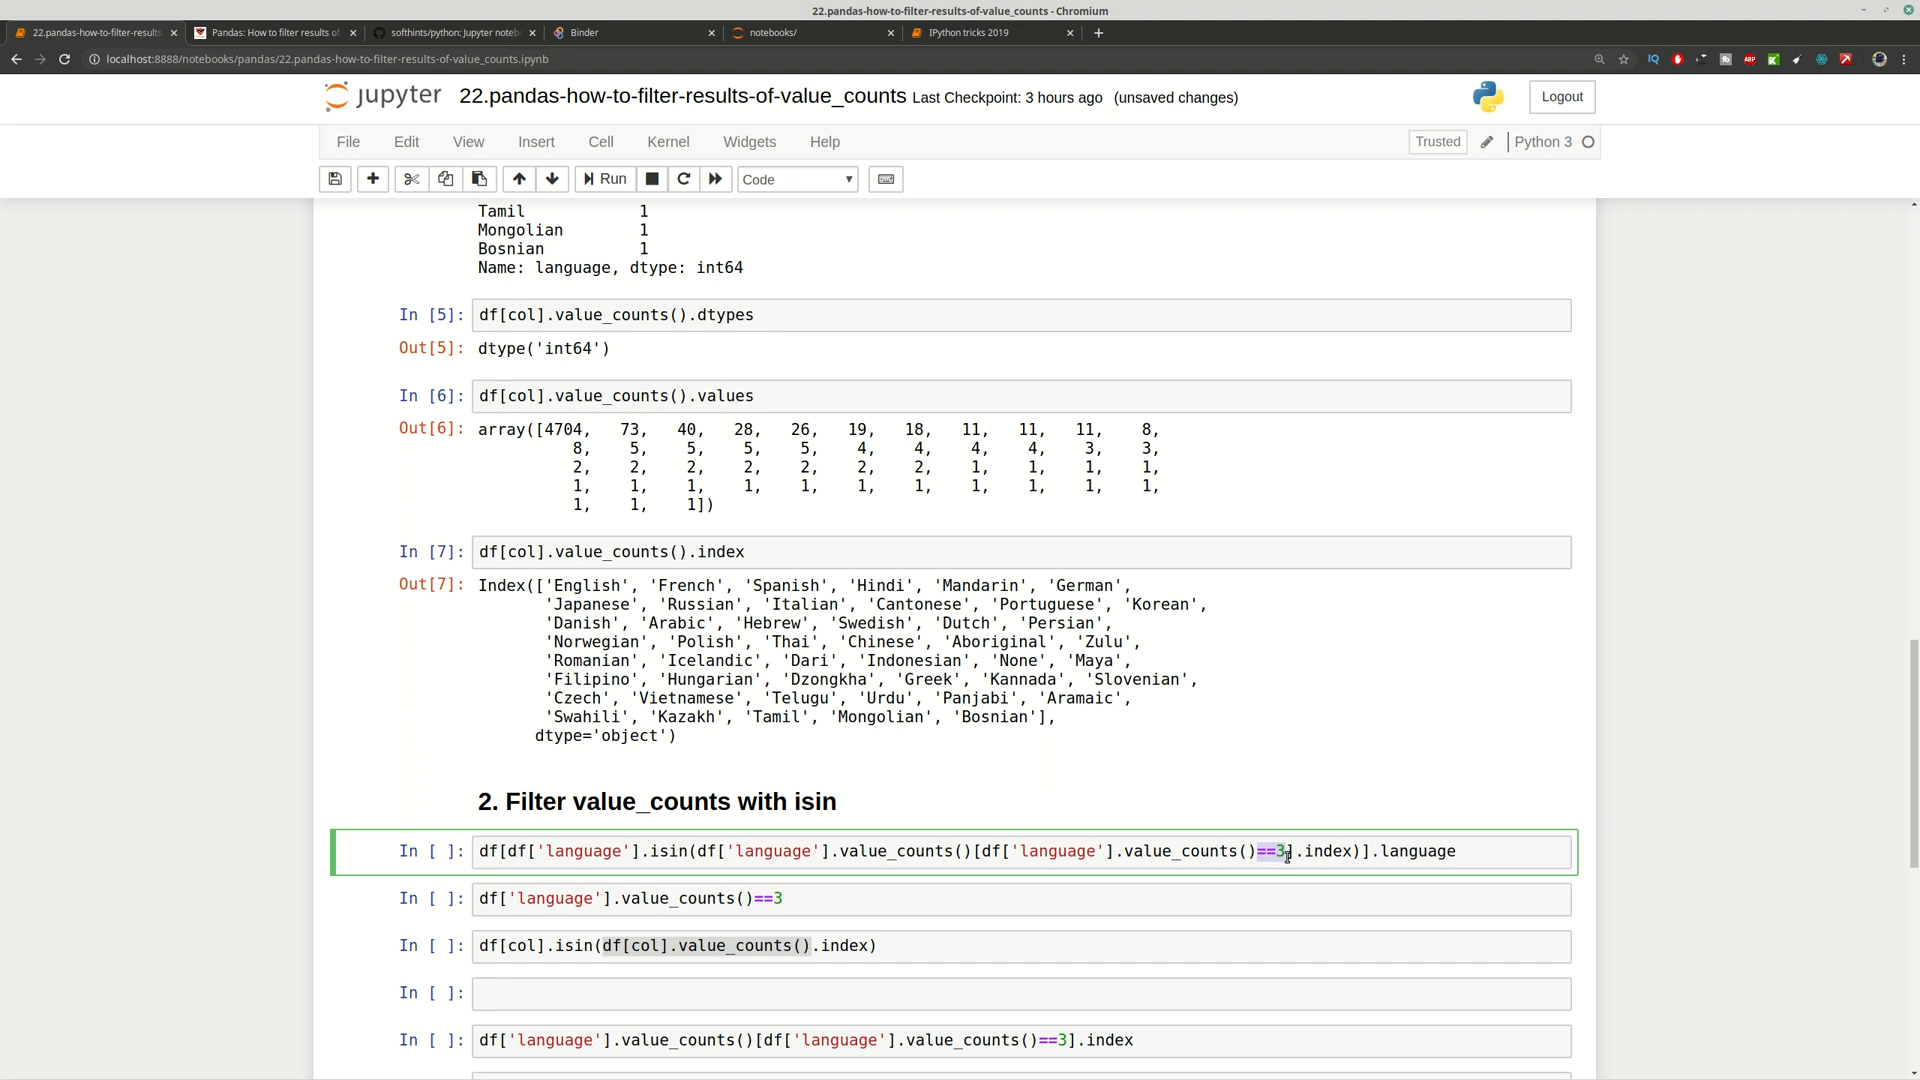 22.pandas-how-to-filter-results-of-value_counts - Chromium
22.pandas-how-to-filter-results
Pandas: How to filter results of
softhints/python: Jupyter noteb
Binder
notebooks/
IPython tricks 2019
localhost:8888/notebooks/pandas/22.pandas-how-to-filter-results-of-value_counts.ipynb
IQ
ABP
jupyter 22.pandas-how-to-filter-results-of-value_counts Last Checkpoint: 3 hours ago (unsaved changes)
Logout
File Edit View Insert Cell Kernel Widgets Help
Trusted Python 3
Run Code
Tamil 1
Mongolian 1
Bosnian 1
Name: language, dtype: int64
In [5]: df[col].value_counts().dtypes
Out[5]: dtype('int64')
In [6]: df[col].value_counts().values
Out[6]: array([4704, 73, 40, 28, 26, 19, 18, 11, 11, 11, 8,
8, 5, 5, 5, 5, 4, 4, 4, 4, 3, 3,
2, 2, 2, 2, 2, 2, 2, 1, 1, 1, 1,
1, 1, 1, 1, 1, 1, 1, 1, 1, 1, 1,
1, 1, 1])
In [7]: df[col].value_counts().index
Out[7]: Index(['English', 'French', 'Spanish', 'Hindi', 'Mandarin', 'German',
'Japanese', 'Russian', 'Italian', 'Cantonese', 'Portuguese', 'Korean',
'Danish', 'Arabic', 'Hebrew', 'Swedish', 'Dutch', 'Persian',
'Norwegian', 'Polish', 'Thai', 'Chinese', 'Aboriginal', 'Zulu',
'Romanian', 'Icelandic', 'Dari', 'Indonesian', 'None', 'Maya',
'Filipino', 'Hungarian', 'Dzongkha', 'Greek', 'Kannada', 'Slovenian',
'Czech', 'Vietnamese', 'Telugu', 'Urdu', 'Panjabi', 'Aramaic',
'Swahili', 'Kazakh', 'Tamil', 'Mongolian', 'Bosnian'],
dtype='object')
2. Filter value_counts with isin
In [ ]: df[df['language'].isin(df['language'].value_counts()[df['language'].value_counts()==3].index)].language
In [ ]: df['language'].value_counts()==3
In [ ]: df[col].isin(df[col].value_counts().index)
In [ ]:
In [ ]: df['language'].value_counts()[df['language'].value_counts()==3].index